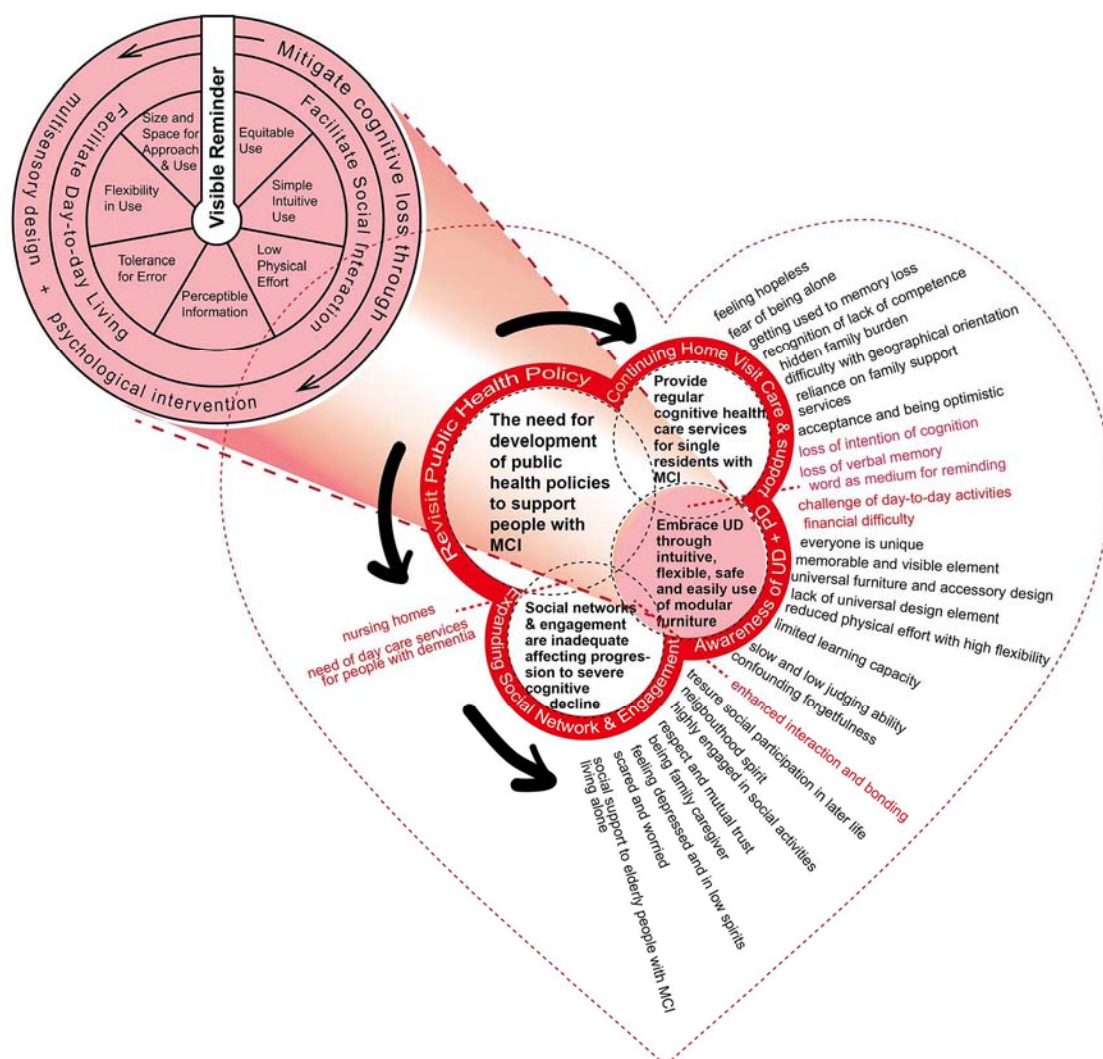 Mitigate cognitive loss through
multisensory design + psychological intervention
Facilitate Social Interaction
Facilitate Day-to-day Living
Visible Reminder
Size and
Space for
Approach
& Use
Equitable
Use
Flexibility
in Use
Simple
Intuitive
Use
Tolerance
for Error
Low
Physical
Effort
Perceptible
Information
Revisit Public Health Policy
The need for
development
of public
health policies
to support
people with
MCI
Continuing Home Visit Care & support
Provide
regular
cognitive health
care services
for single
residents with
MCI
Awareness of UD + PD
Embrace UD
through
intuitive,
flexible, safe
and easily use
of modular
furniture
Expanding Social Network & Engagement
Social networks
& engagement
are inadequate
affecting progres-
sion to severe
cognitive
decline
nursing homes
need of day care services
for people with dementia
feeling hopeless
fear of being alone
getting used to memory loss
recognition of lack of competence
hidden family burden
difficulty with geographical orientation
reliance on family support
services
acceptance and being optimistic
loss of intention of cognition
loss of verbal memory
word as medium for reminding
challenge of day-to-day activities
financial difficulty
everyone is unique
memorable and visible element
universal furniture and accessory design
lack of universal design element
reduced physical effort with high flexibility
limited learning capacity
slow and low judging ability
confounding forgetfulness
enhanced interaction and bonding
tresure social participation in later life
neigbouthood spirit
highly engaged in social activities
respect and mutual trust
being family caregiver
feeling depressed and in low spirits
scared and worried
social support to elderly people with MCI
living alone